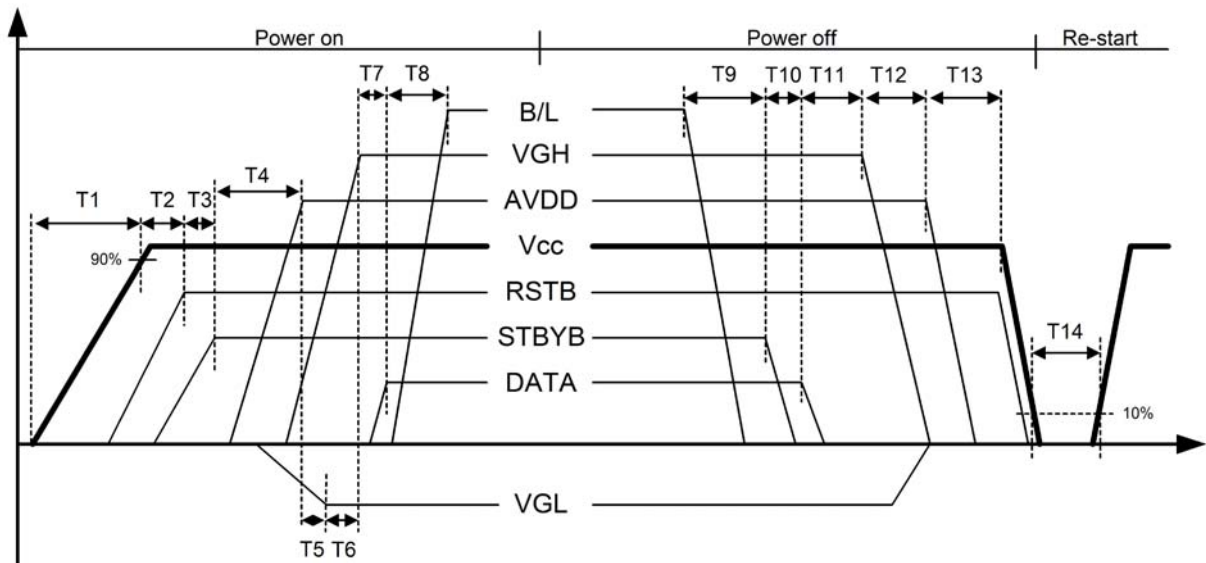 Power on
Power off
Re-start
T7 T8
T9 T10 T11 T12 T13
B/L
VGH
T4
AVDD
T1 T2 T3
Vcc
90%
RSTB
STBYB
T14
DATA
10%
VGL
T5 T6